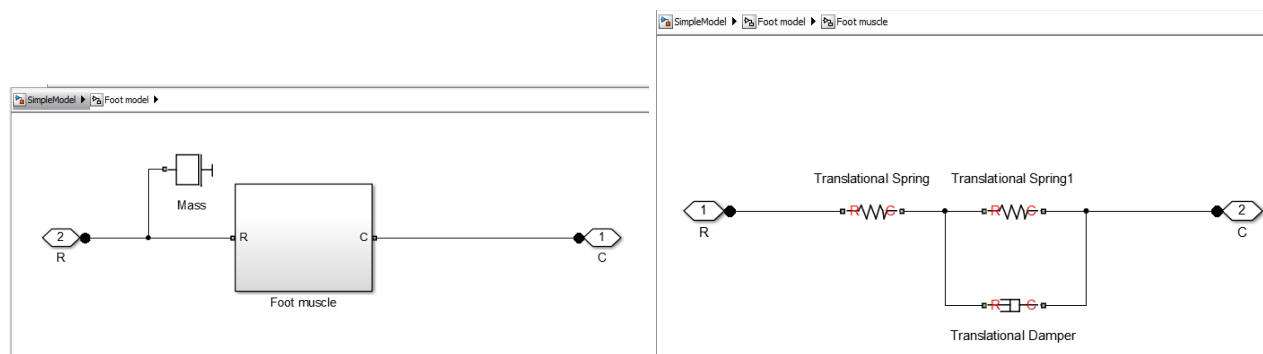 SimpleModel Foot model
Mass
R C
2 1
R C
Foot muscle
SimpleModel Foot model Foot muscle
Translational Spring Translational Spring1
R C R C
1 2
R C
R C
Translational Damper